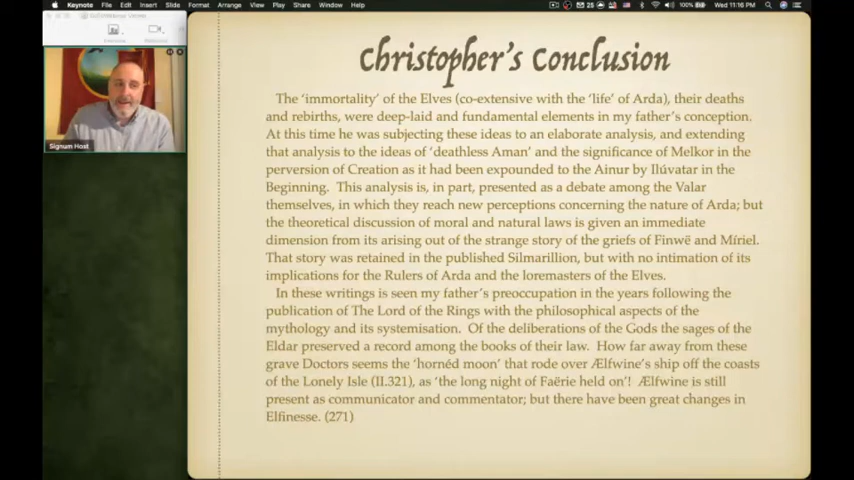 Keynote File Edit Insert Slide Format Arrange View Play Share Window Help
25
100%
Wed 11:16 PM
Signum Host
Christopher's Conclusion
The 'immortality' of the Elves (co-extensive with the 'life' of Arda), their deaths
and rebirths, were deep-laid and fundamental elements in my father's conception.
At this time he was subjecting these ideas to an elaborate analysis, and extending
that analysis to the ideas of 'deathless Aman' and the significance of Melkor in the
perversion of Creation as it had been expounded to the Ainur by Ilúvatar in the
Beginning. This analysis is, in part, presented as a debate among the Valar
themselves, in which they reach new perceptions concerning the nature of Arda; but
the theoretical discussion of moral and natural laws is given an immediate
dimension from its arising out of the strange story of the griefs of Finwë and Míriel.
That story was retained in the published Silmarillion, but with no intimation of its
implications for the Rulers of Arda and the loremasters of the Elves.
In these writings is seen my father's preoccupation in the years following the
publication of The Lord of the Rings with the philosophical aspects of the
mythology and its systemisation. Of the deliberations of the Gods the sages of the
Eldar preserved a record among the books of their law. How far away from these
grave Doctors seems the 'hornéd moon' that rode over Ælfwine's ship off the coasts
of the Lonely Isle (II.321), as 'the long night of Faërie held on'! Ælfwine is still
present as communicator and commentator; but there have been great changes in
Elfinesse. (271)